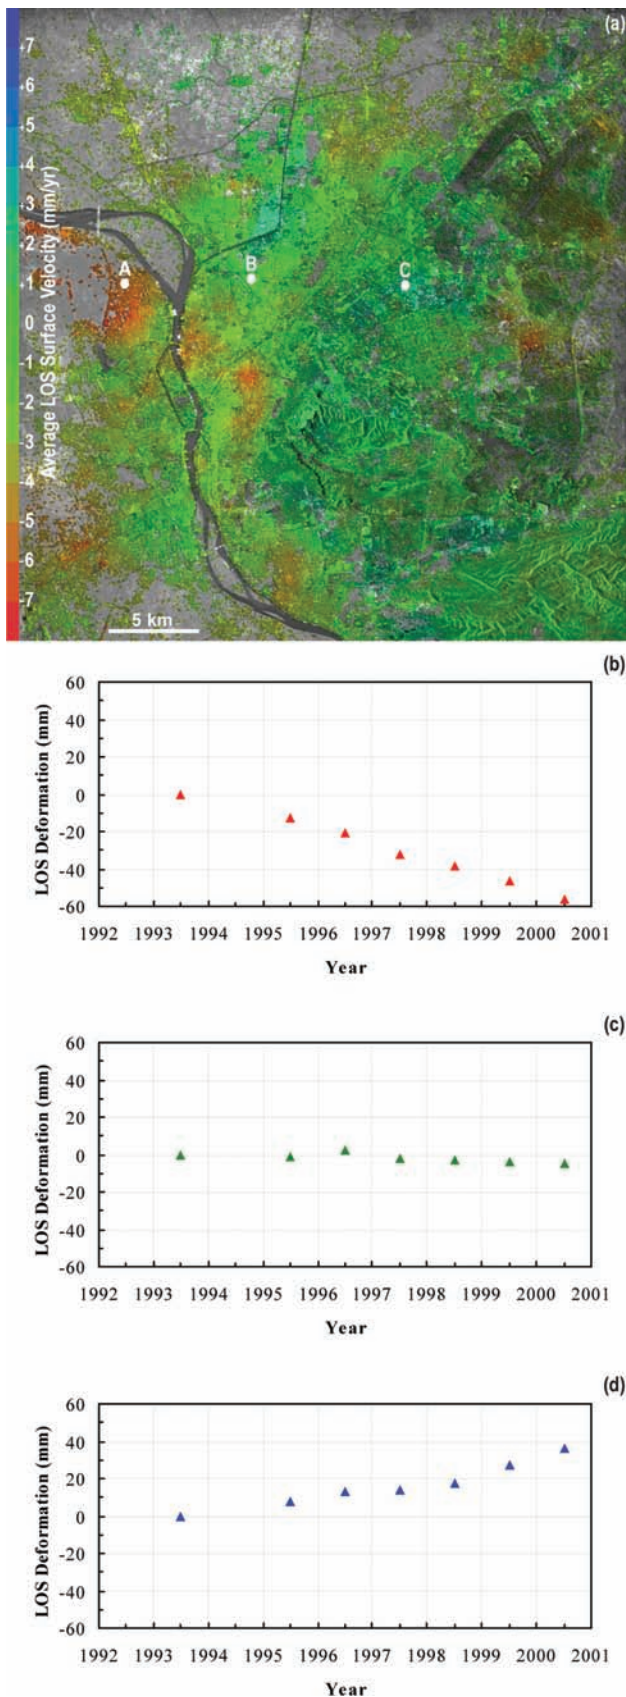 (a)
+7
+6
+5
+4
+3
+2
+1
0
-1
-2
-3
-4
-5
-6
-7
Average LOS Surface Velocity (mm/yr)
A
B
C
5 km
(b)
60
40
20
0
-20
-40
-60
LOS Deformation (mm)
1992 1993 1994 1995 1996 1997 1998 1999 2000 2001
Year
(c)
60
40
20
0
-20
-40
-60
LOS Deformation (mm)
1992 1993 1994 1995 1996 1997 1998 1999 2000 2001
Year
(d)
60
40
20
0
-20
-40
-60
LOS Deformation (mm)
1992 1993 1994 1995 1996 1997 1998 1999 2000 2001
Year